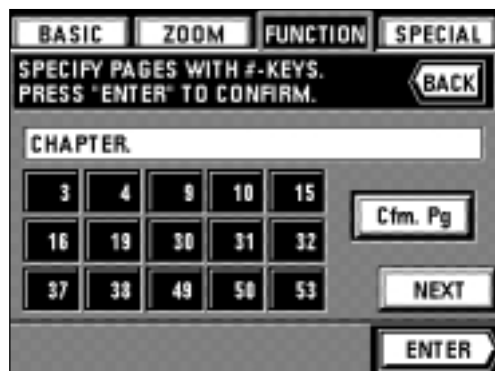 BASIC ZOOM FUNCTION SPECIAL
SPECIFY PAGES WITH #-KEYS.
PRESS "ENTER" TO CONFIRM.
BACK
CHAPTER.
3 4 9 10 15
Cfm. Pg
16 19 30 31 32
37 38 49 50 53
NEXT
ENTER